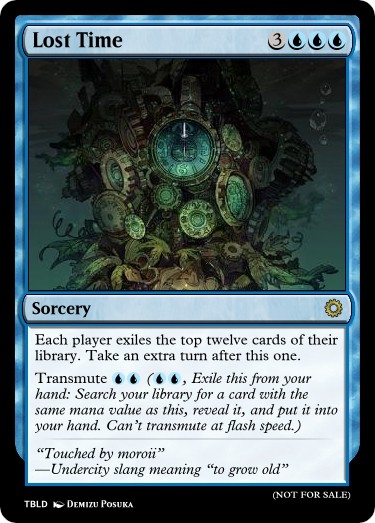 Lost Time
3
Sorcery
Each player exiles the top twelve cards of their
library. Take an extra turn after this one.
Transmute (, Exile this from your
hand: Search your library for a card with the
same mana value as this, reveal it, and put it into
your hand. Can't transmute at flash speed.)
“Touched by moroii”
—Undercity slang meaning “to grow old”
TBLD Demizu Posuka
(NOT FOR SALE)